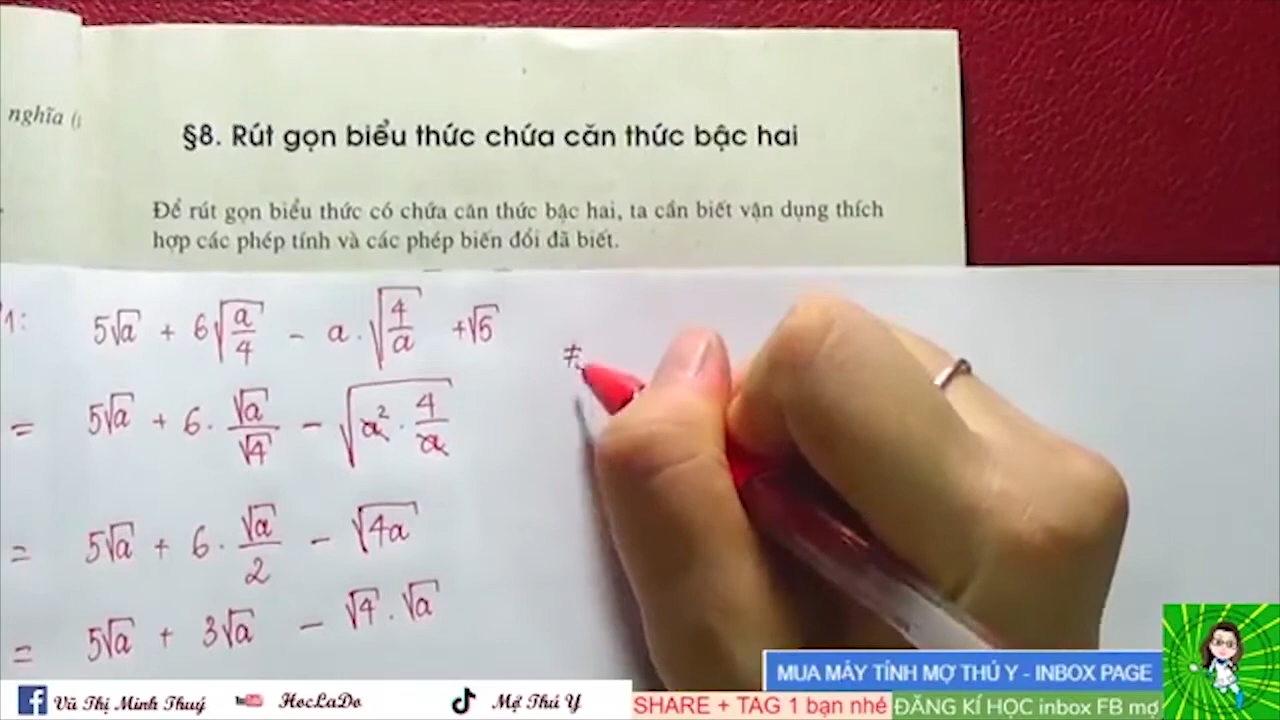 nghĩa (
§8. Rút gọn biểu thức chứa căn thức bậc hai
Để rút gọn biểu thức có chứa căn thức bậc hai, ta cần biết vận dụng thích
hợp các phép tính và các phép biến đổi đã biết.
1: 5√a + 6√(a/4) - a·√(4/a) + √5
≠
= 5√a + 6·√a/√4 - √(a²·4/a)
= 5√a + 6·√a/2 - √(4a)
= 5√a + 3√a - √4·√a
MUA MÁY TÍNH MỢ THÚ Y - INBOX PAGE
Vũ Thị Minh Thuý HocLaDo Mợ Thú Y SHARE + TAG 1 bạn nhé ĐĂNG KÍ HỌC inbox FB mợ